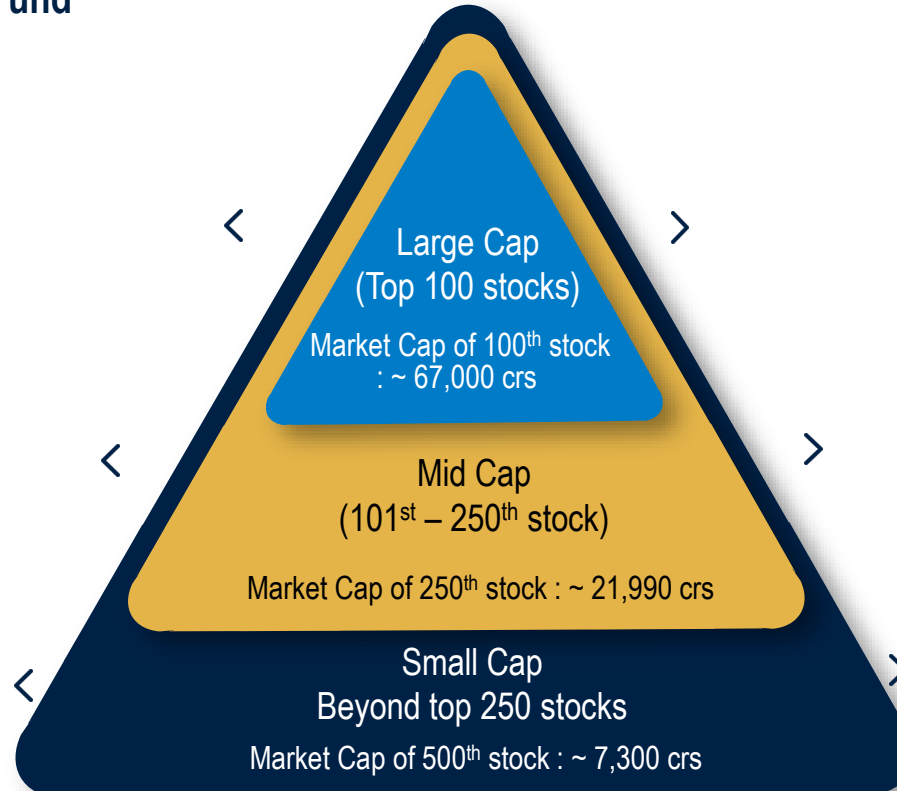 und
Large Cap
(Top 100 stocks)
Market Cap of 100th stock
: ~ 67,000 crs
Mid Cap
(101st – 250th stock)
Market Cap of 250th stock : ~ 21,990 crs
Small Cap
Beyond top 250 stocks
Market Cap of 500th stock : ~ 7,300 crs